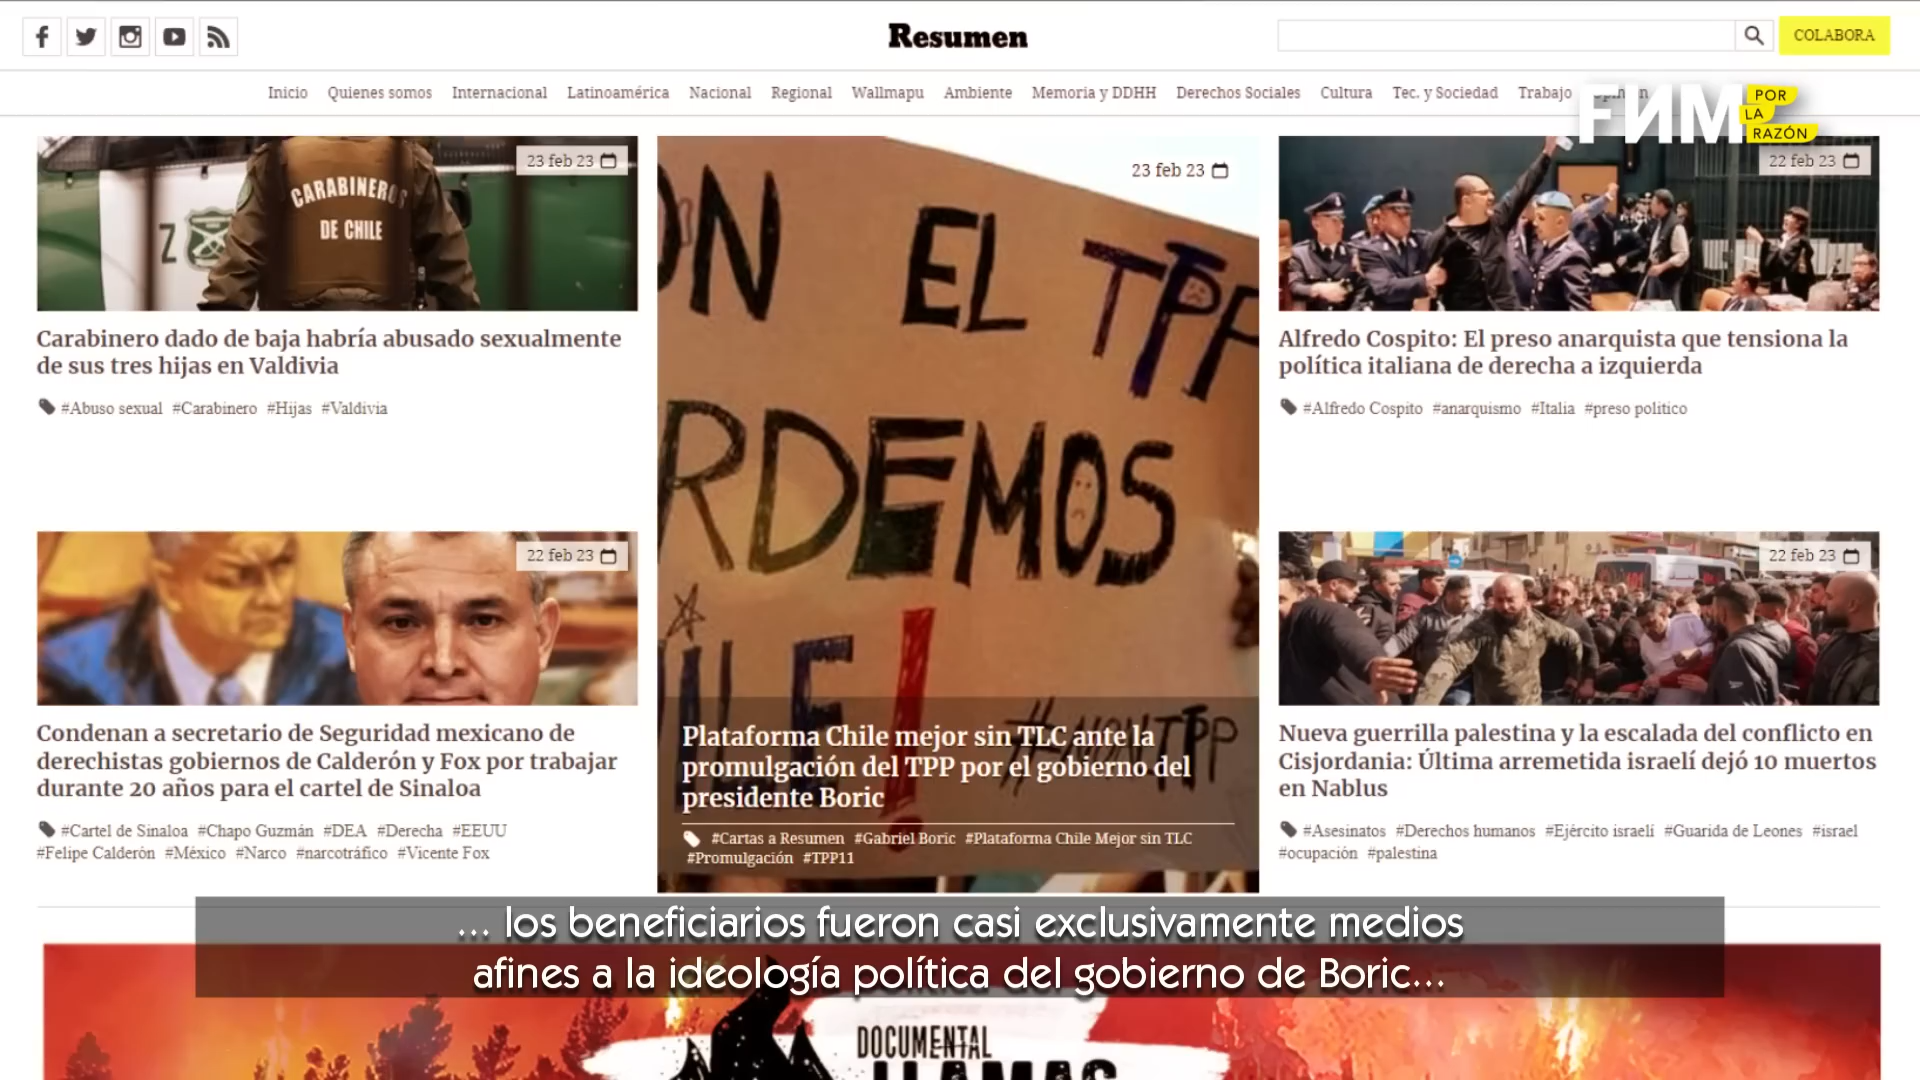 Resumen
COLABORA
Inicio Quienes somos Internacional Latinoamérica Nacional Regional Wallmapu Ambiente Memoria y DDHH Derechos Sociales Cultura Tec. y Sociedad Trabajo Opinión
FNM POR LA RAZÓN
CARABINEROS
DE CHILE
Z
23 feb 23
Carabinero dado de baja habría abusado sexualmente
de sus tres hijas en Valdivia
#Abuso sexual #Carabinero #Hijas #Valdivia
22 feb 23
Condenan a secretario de Seguridad mexicano de
derechistas gobiernos de Calderón y Fox por trabajar
durante 20 años para el cartel de Sinaloa
#Cartel de Sinaloa #Chapo Guzmán #DEA #Derecha #EEUU
#Felipe Calderón #México #Narco #narcotráfico #Vicente Fox
23 feb 23
ON EL TPP
RDEMOS
ILE!
#NONTPP
Plataforma Chile mejor sin TLC ante la
promulgación del TPP por el gobierno del
presidente Boric
#Cartas a Resumen #Gabriel Boric #Plataforma Chile Mejor sin TLC
#Promulgación #TPP11
22 feb 23
Alfredo Cospito: El preso anarquista que tensiona la
política italiana de derecha a izquierda
#Alfredo Cospito #anarquismo #Italia #preso politico
22 feb 23
Nueva guerrilla palestina y la escalada del conflicto en
Cisjordania: Última arremetida israelí dejó 10 muertos
en Nablus
#Asesinatos #Derechos humanos #Ejército israelí #Guarida de Leones #israel
#ocupación #palestina
... los beneficiarios fueron casi exclusivamente medios
afines a la ideología política del gobierno de Boric...
DOCUMENTAL
LLAMAS